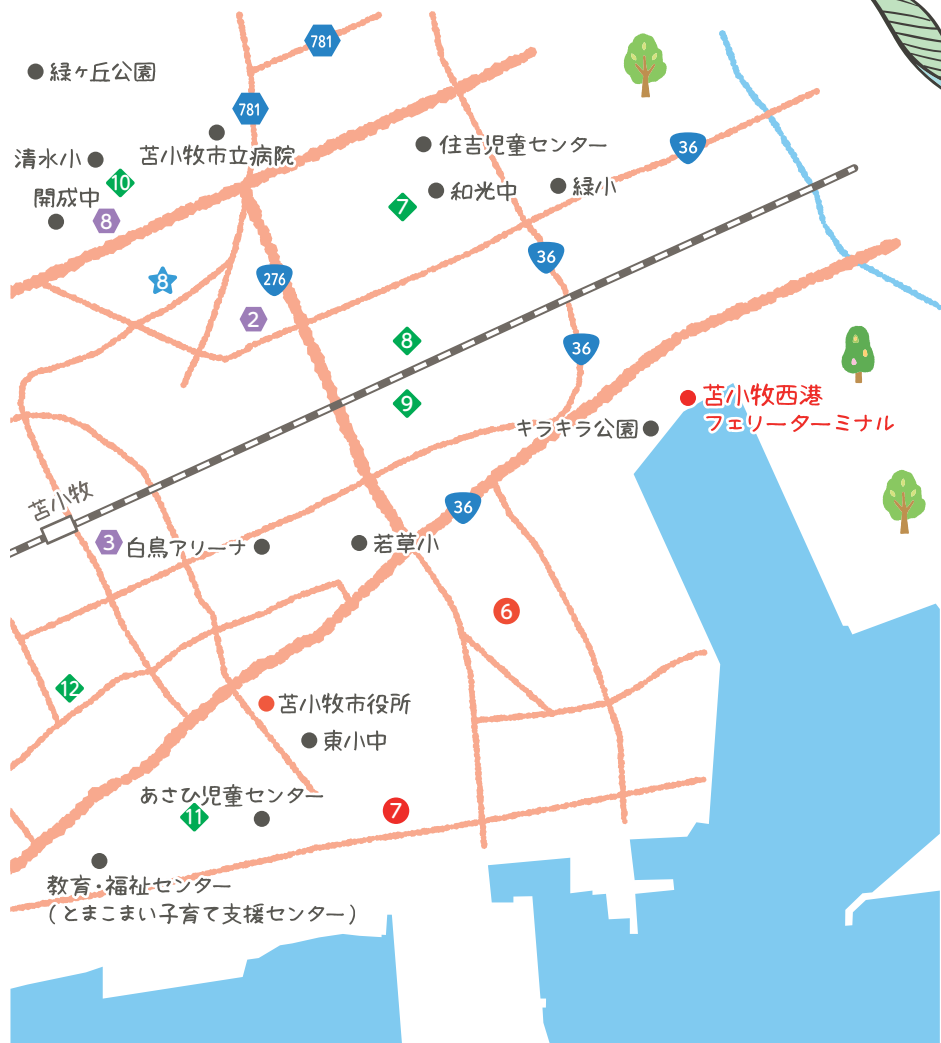 781
緑ヶ丘公園
781
苫小牧市立病院
住吉児童センター
36
清水小
10
開成中
8
7
和光中
緑小
36
8
276
2
8
36
9
苫小牧西港
フェリーターミナル
キラキラ公園
苫小牧
36
3
白鳥アリーナ
若草小
6
12
苫小牧市役所
東小中
あさひ児童センター
11
7
教育・福祉センター
(とまこまい子育て支援センター)